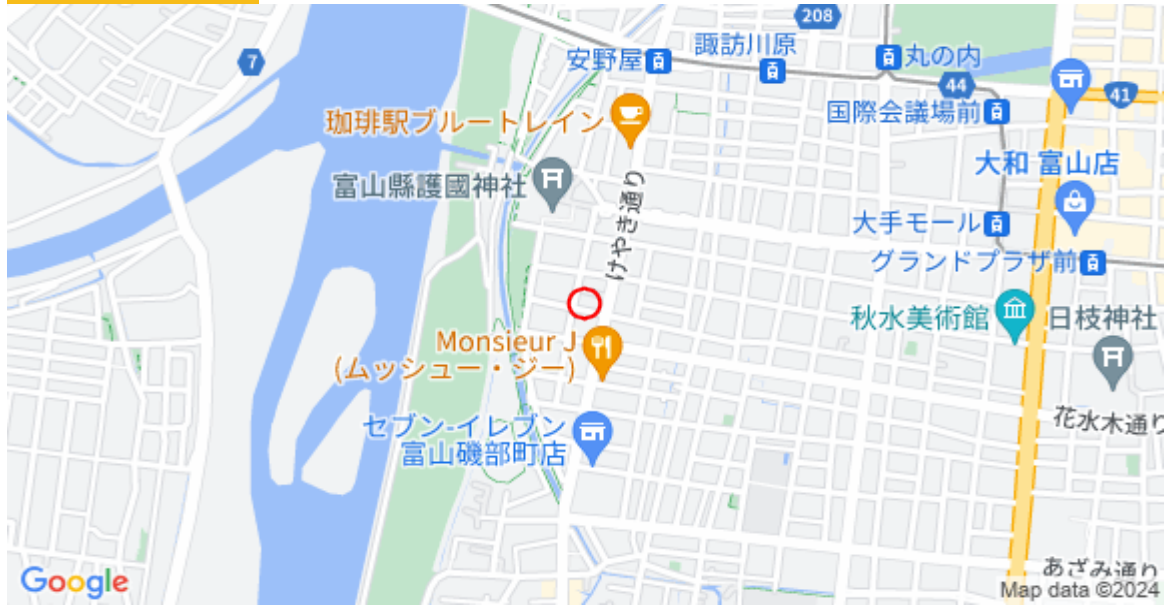 208
7
安野屋
諏訪川原
丸の内
44
41
珈琲駅ブルートレイン
国際会議場前
富山縣護國神社
大和 富山店
けやき通り
大手モール
グランドプラザ前
秋水美術館
日枝神社
Monsieur J
(ムッシュー・ジー)
花水木通り
セブン-イレブン
富山磯部町店
あざみ通り
Google
Map data ©2024